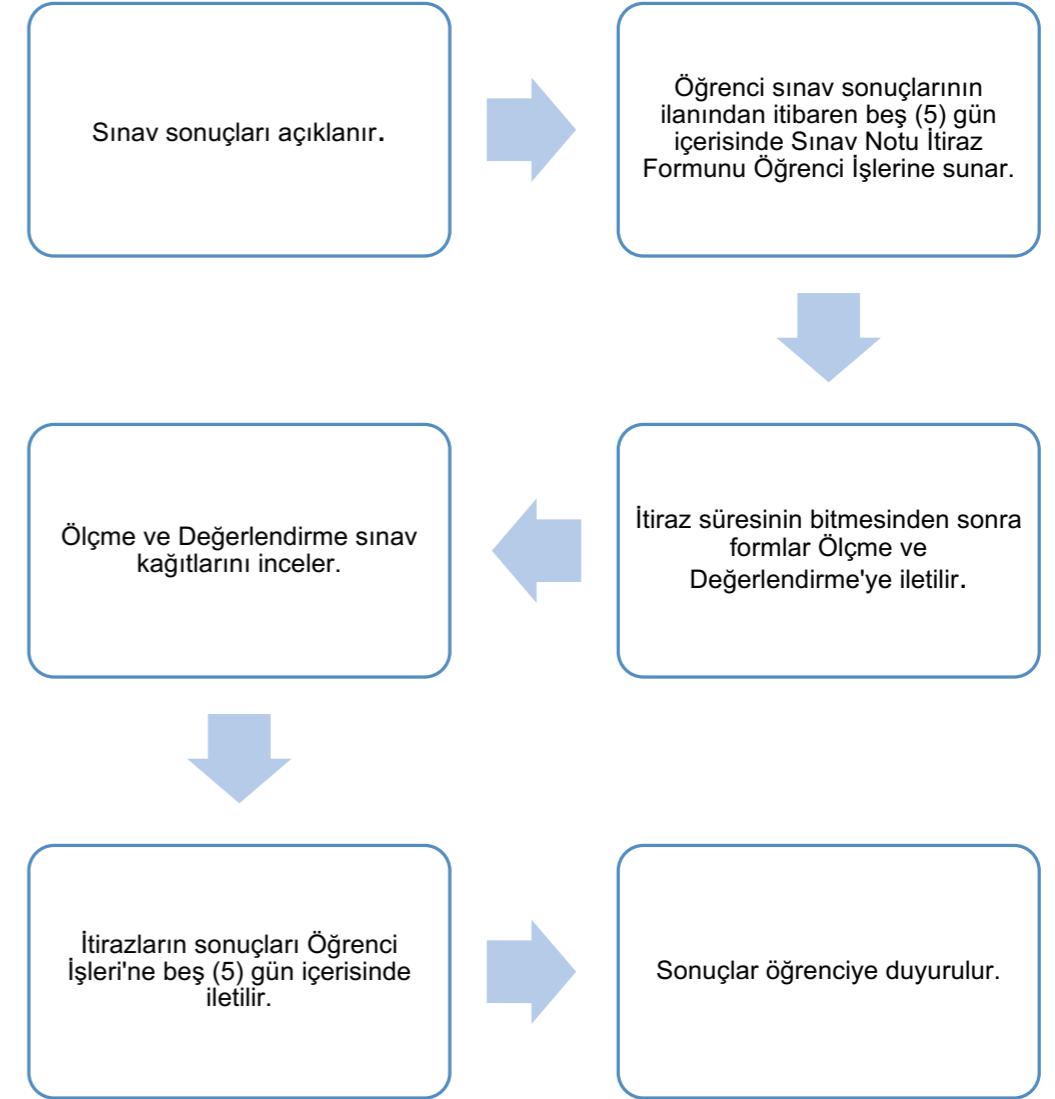 Sınav sonuçları açıklanır.
Öğrenci sınav sonuçlarının
ilanından itibaren beş (5) gün
içerisinde Sınav Notu İtiraz
Formunu Öğrenci İşlerine sunar.
İtiraz süresinin bitmesinden sonra
formlar Ölçme ve
Değerlendirme'ye iletilir.
Ölçme ve Değerlendirme sınav
kağıtlarını inceler.
İtirazların sonuçları Öğrenci
İşleri'ne beş (5) gün içerisinde
iletilir.
Sonuçlar öğrenciye duyurulur.